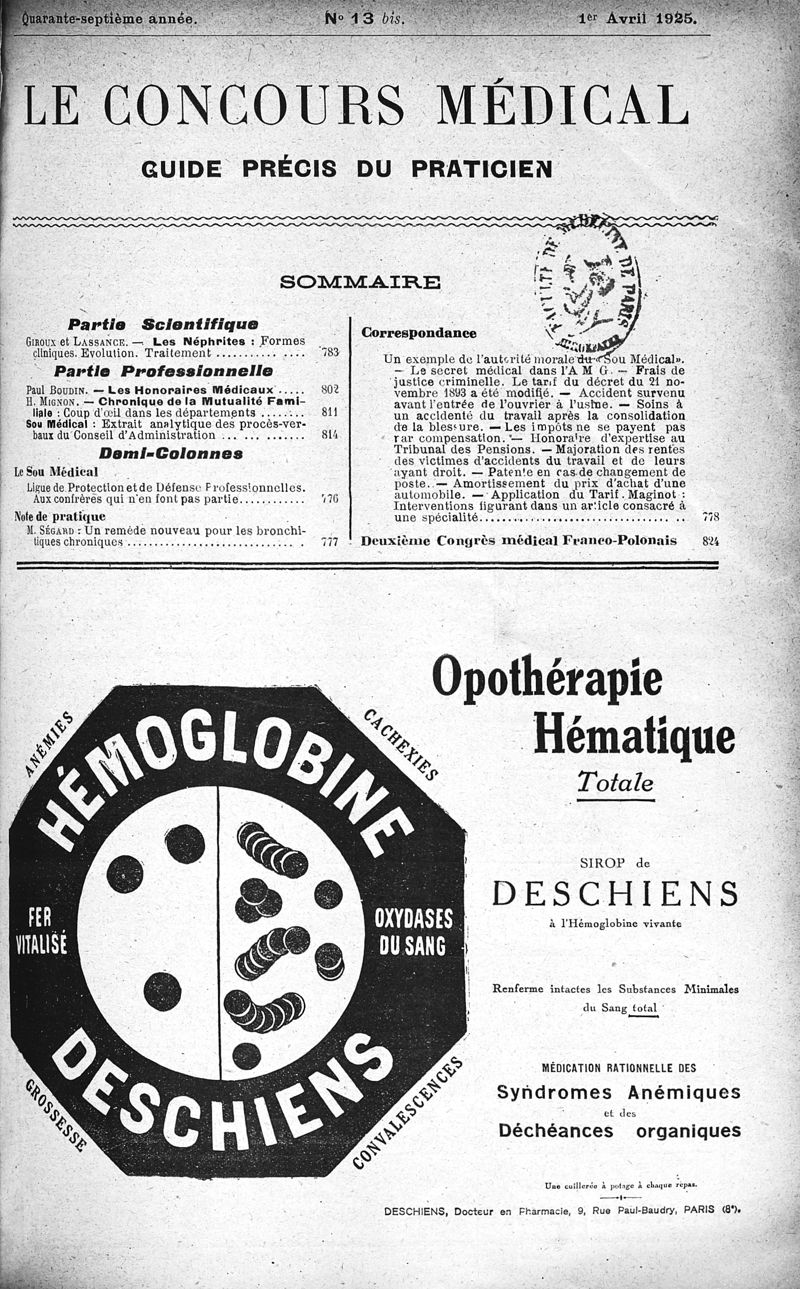 Quarante-septième année.
N° 13 bis.
1er Avril 1925.
LE CONCOURS MÉDICAL
GUIDE PRÉCIS DU PRATICIEN
FACULTÉ DE MÉDECINE DE PARIS
SOMMAIRE
Partie Scientifique
GIROUX et LASSANCE. — Les Néphrites : Formes
cliniques. Evolution. Traitement ............... 783
Partie Professionnelle
Paul BOUDIN. — Les Honoraires Médicaux ..... 802
H. MIGNON. — Chronique de la Mutualité Fami-
liale : Coup d'œil dans les départements ........ 811
Sou Médical : Extrait analytique des procès-ver-
baux du Conseil d'Administration ............. 814
Demi-Colonnes
Le Sou Médical
Ligue de Protection et de Défense Professionnelles.
Aux confrères qui n'en font pas partie............ 776
Note de pratique
M. SÉGARD : Un remède nouveau pour les bronchi-
tiques chroniques ............................. 777
Correspondance
Un exemple de l'autorité morale du « Sou Médical ».
— Le secret médical dans l'A M G. — Frais de
justice criminelle. Le tarif du décret du 21 no-
vembre 1893 a été modifié. — Accident survenu
avant l'entrée de l'ouvrier à l'usine. — Soins à
un accidenté du travail après la consolidation
de la blessure. — Les impôts ne se payent pas
par compensation. — Honoraire d'expertise au
Tribunal des Pensions. — Majoration des rentes
des victimes d'accidents du travail et de leurs
ayant droit. — Patente en cas de changement de
poste. — Amortissement du prix d'achat d'une
automobile. — Application du Tarif Maginot :
Interventions figurant dans un article consacré à
une spécialité................................. 778
Deuxième Congrès médical Franco-Polonais 824
Opothérapie
Hématique
Totale
SIROP de
DESCHIENS
à l'Hémoglobine vivante
Renferme intactes les Substances Minimales
du Sang total
MÉDICATION RATIONNELLE DES
Syndromes Anémiques
et des
Déchéances organiques
Une cuillerée à potage à chaque repas.
DESCHIENS, Docteur en Pharmacie, 9, Rue Paul-Baudry, PARIS (8e).
ANÉMIES
CACHEXIES
HÉMOGLOBINE
FER
VITALISÉ
OXYDASES
DU SANG
DESCHIENS
GROSSESSE
CONVALESCENCES